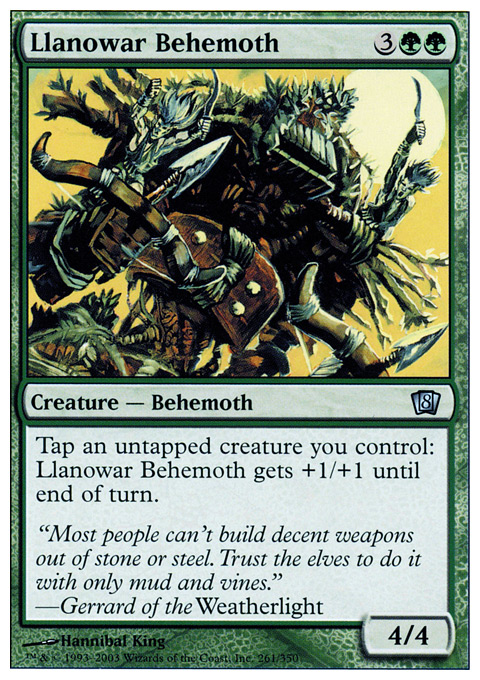 Llanowar Behemoth 3
Creature — Behemoth 8
Tap an untapped creature you control:
Llanowar Behemoth gets +1/+1 until
end of turn.
“Most people can’t build decent weapons
out of stone or steel. Trust the elves to do it
with only mud and vines.”
—Gerrard of the Weatherlight
Hannibal King
™ & © 1993–2003 Wizards of the Coast, Inc. 261/350
4/4